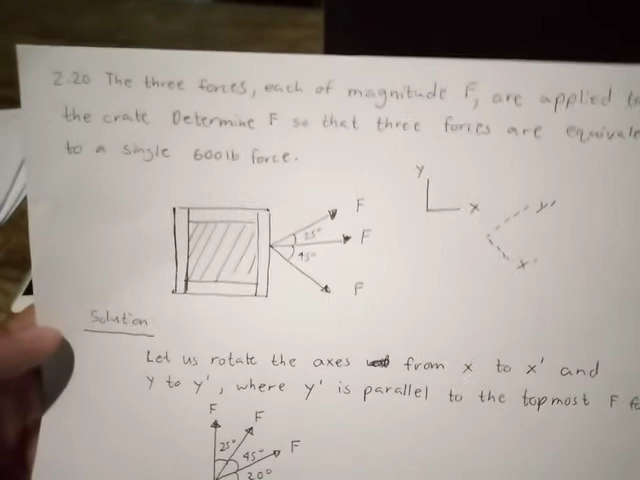 2.20 The three forces, each of magnitude F, are applied
the crate Determine F so that three forces are
to a single 600lb force.
Y
X
y'
x'
F
25°
F
45°
F
Solution
Let us rotate the axes from x to x' and
y to y', where y' is parallel to the topmost F
F
F
25°
45°
F
20°